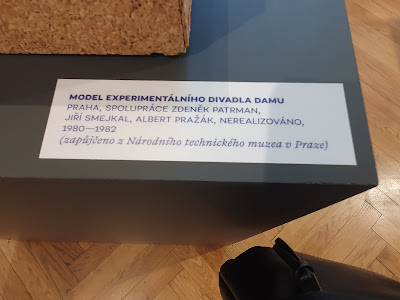 MODEL EXPERIMENTÁLNÍHO DIVADLA DAMU
PRAHA, SPOLUPRÁCE ZDENĚK PATRMAN,
JIŘÍ SMEJKAL, ALBERT PRAŽÁK, NEREALIZOVÁNO,
1980—1982
(zapůjčeno z Národního technického muzea v Praze)